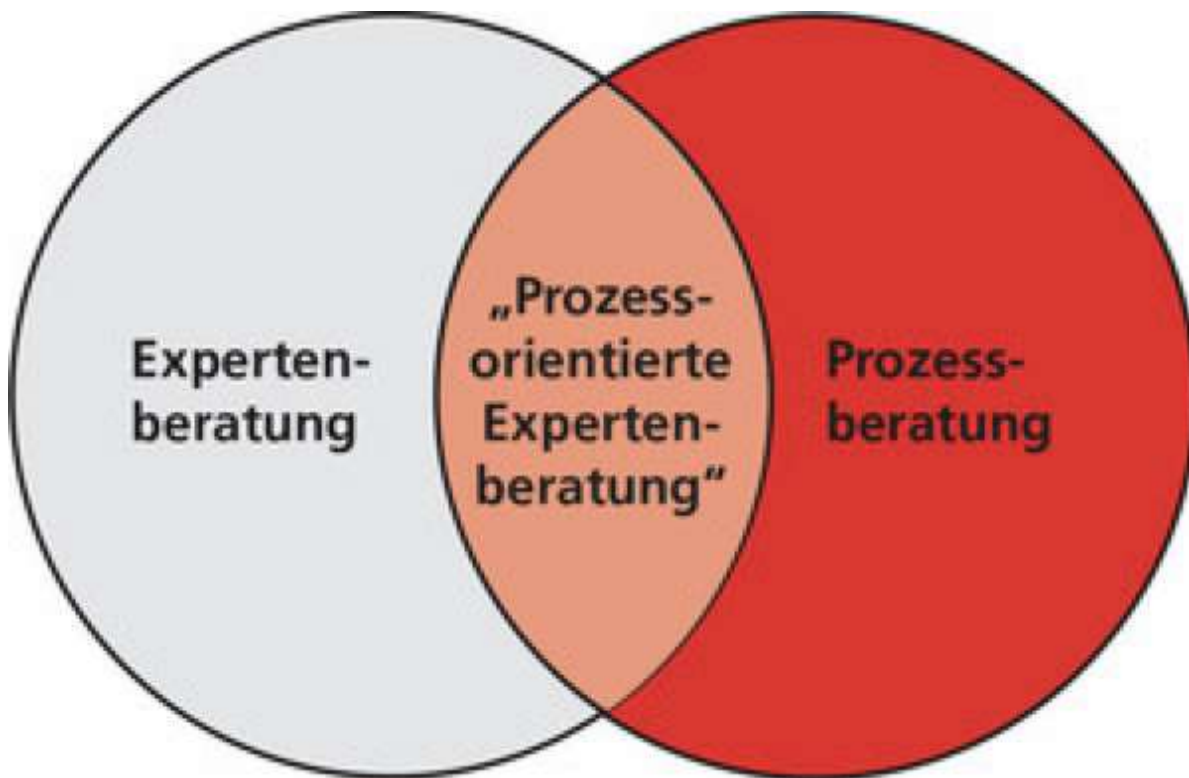 Experten-
beratung
„Prozess-
orientierte
Experten-
beratung“
Prozess-
beratung